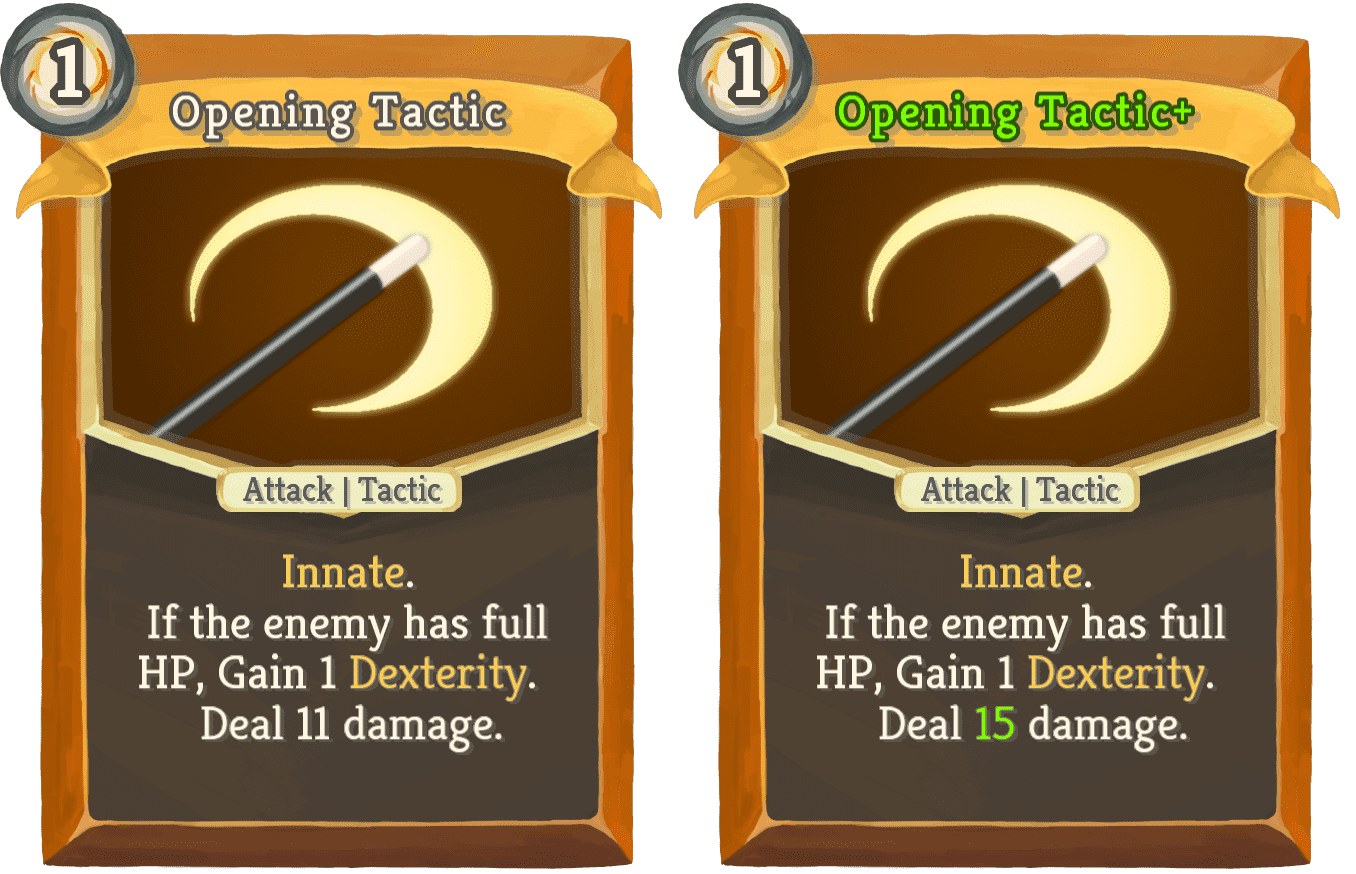 1
Opening Tactic
Attack | Tactic
Innate.
If the enemy has full
HP, Gain 1 Dexterity.
Deal 11 damage.
1
Opening Tactic+
Attack | Tactic
Innate.
If the enemy has full
HP, Gain 1 Dexterity.
Deal 15 damage.